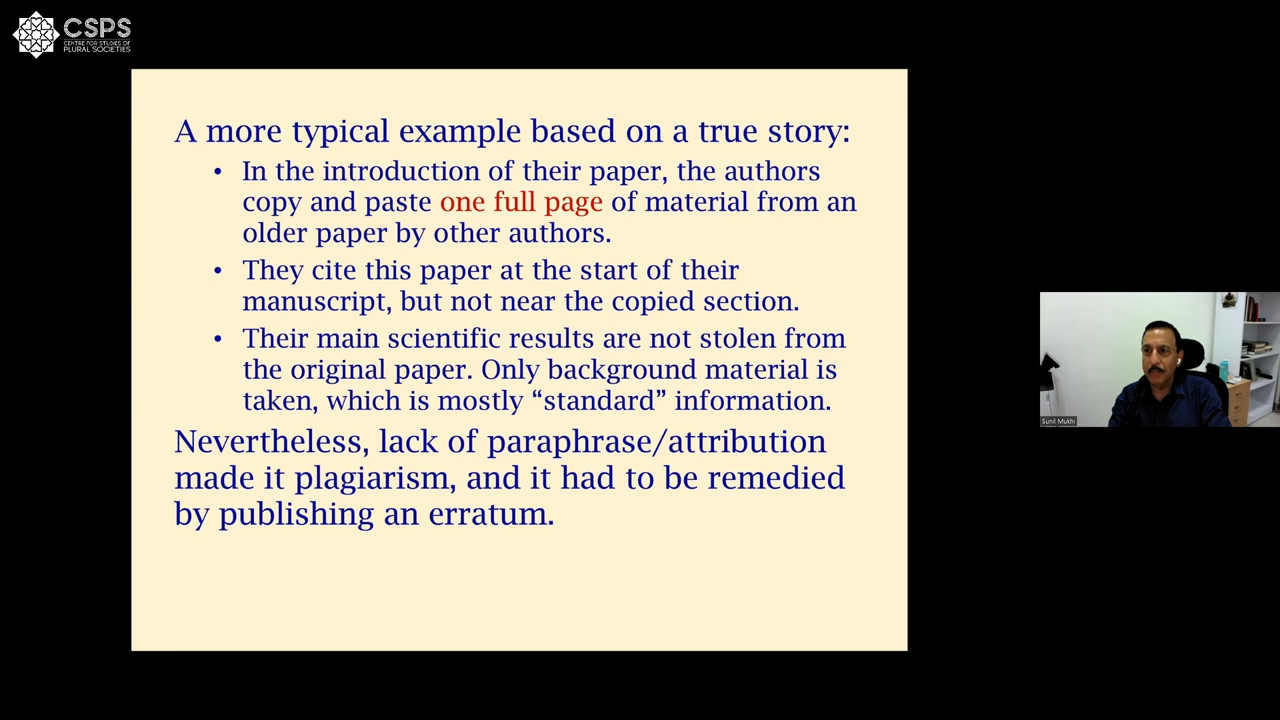 CSPS
CENTRE FOR STUDIES OF
PLURAL SOCIETIES
A more typical example based on a true story:
• In the introduction of their paper, the authors
copy and paste one full page of material from an
older paper by other authors.
• They cite this paper at the start of their
manuscript, but not near the copied section.
• Their main scientific results are not stolen from
the original paper. Only background material is
taken, which is mostly “standard” information.
Nevertheless, lack of paraphrase/attribution
made it plagiarism, and it had to be remedied
by publishing an erratum.
Sunil Mukhi